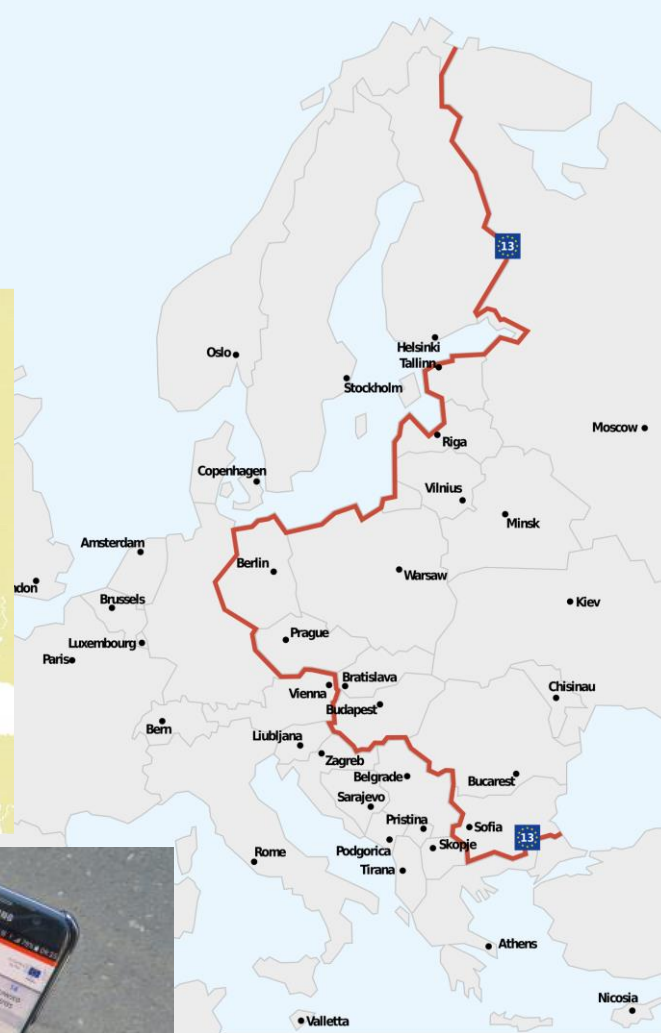 13
Helsinki
Tallinn
Oslo
Stockholm
Moscow
Riga
Copenhagen
Vilnius
Minsk
Amsterdam
Berlin
Warsaw
Brussels
Kiev
Prague
Luxembourg
Paris
Bratislava
Vienna
Chisinau
Budapest
Bern
Liubljana
Zagreb
Belgrade
Bucarest
Sarajevo
Pristina
Sofia
13
Podgorica
Skopje
Rome
Tirana
Athens
Nicosia
Valletta